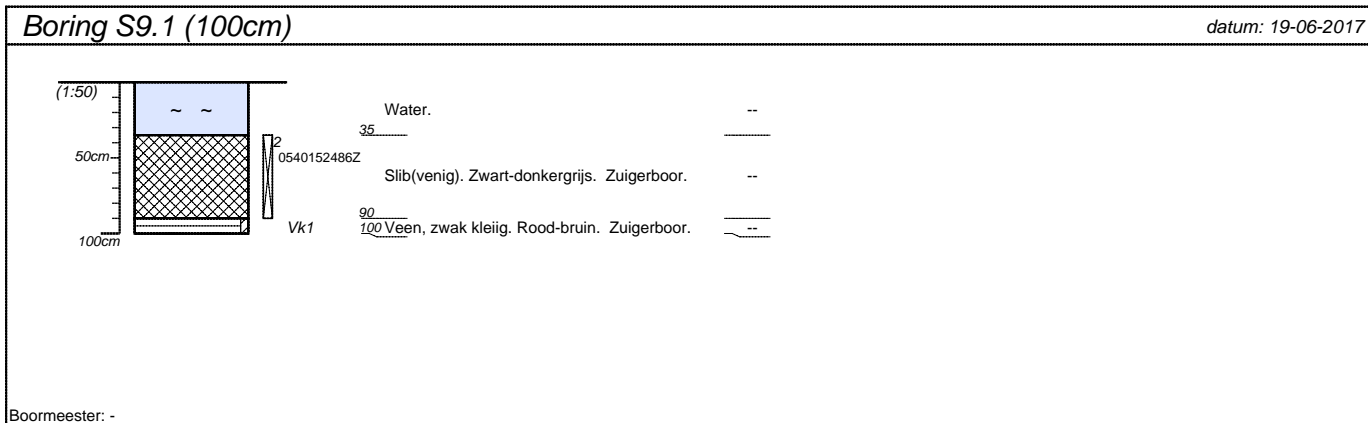 Boring S9.1 (100cm)
datum: 19-06-2017
(1:50)
~ ~
Water.
--
35
2
50cm
0540152486Z
Slib(venig). Zwart-donkergrijs. Zuigerboor.
--
90
Vk1
100
Veen, zwak kleiig. Rood-bruin. Zuigerboor.
--
100cm
Boormeester: -